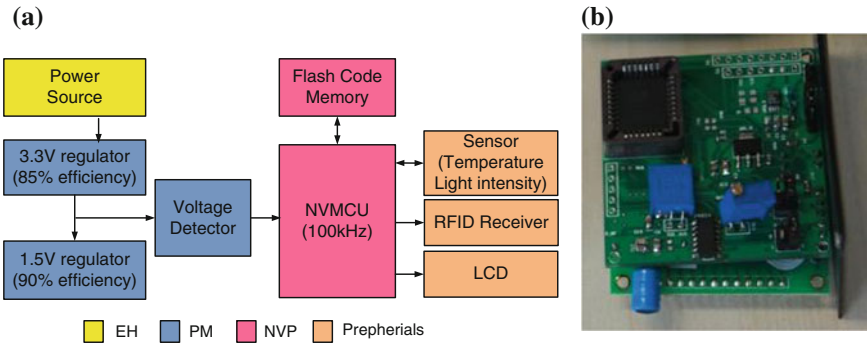 (a)
(b)
Power
Source
Flash Code
Memory
3.3V regulator
(85% efficiency)
Voltage
Detector
NVMCU
(100kHz)
Sensor
(Temperature
Light intensity)
RFID Receiver
LCD
1.5V regulator
(90% efficiency)
EH
PM
NVP
Prepherials